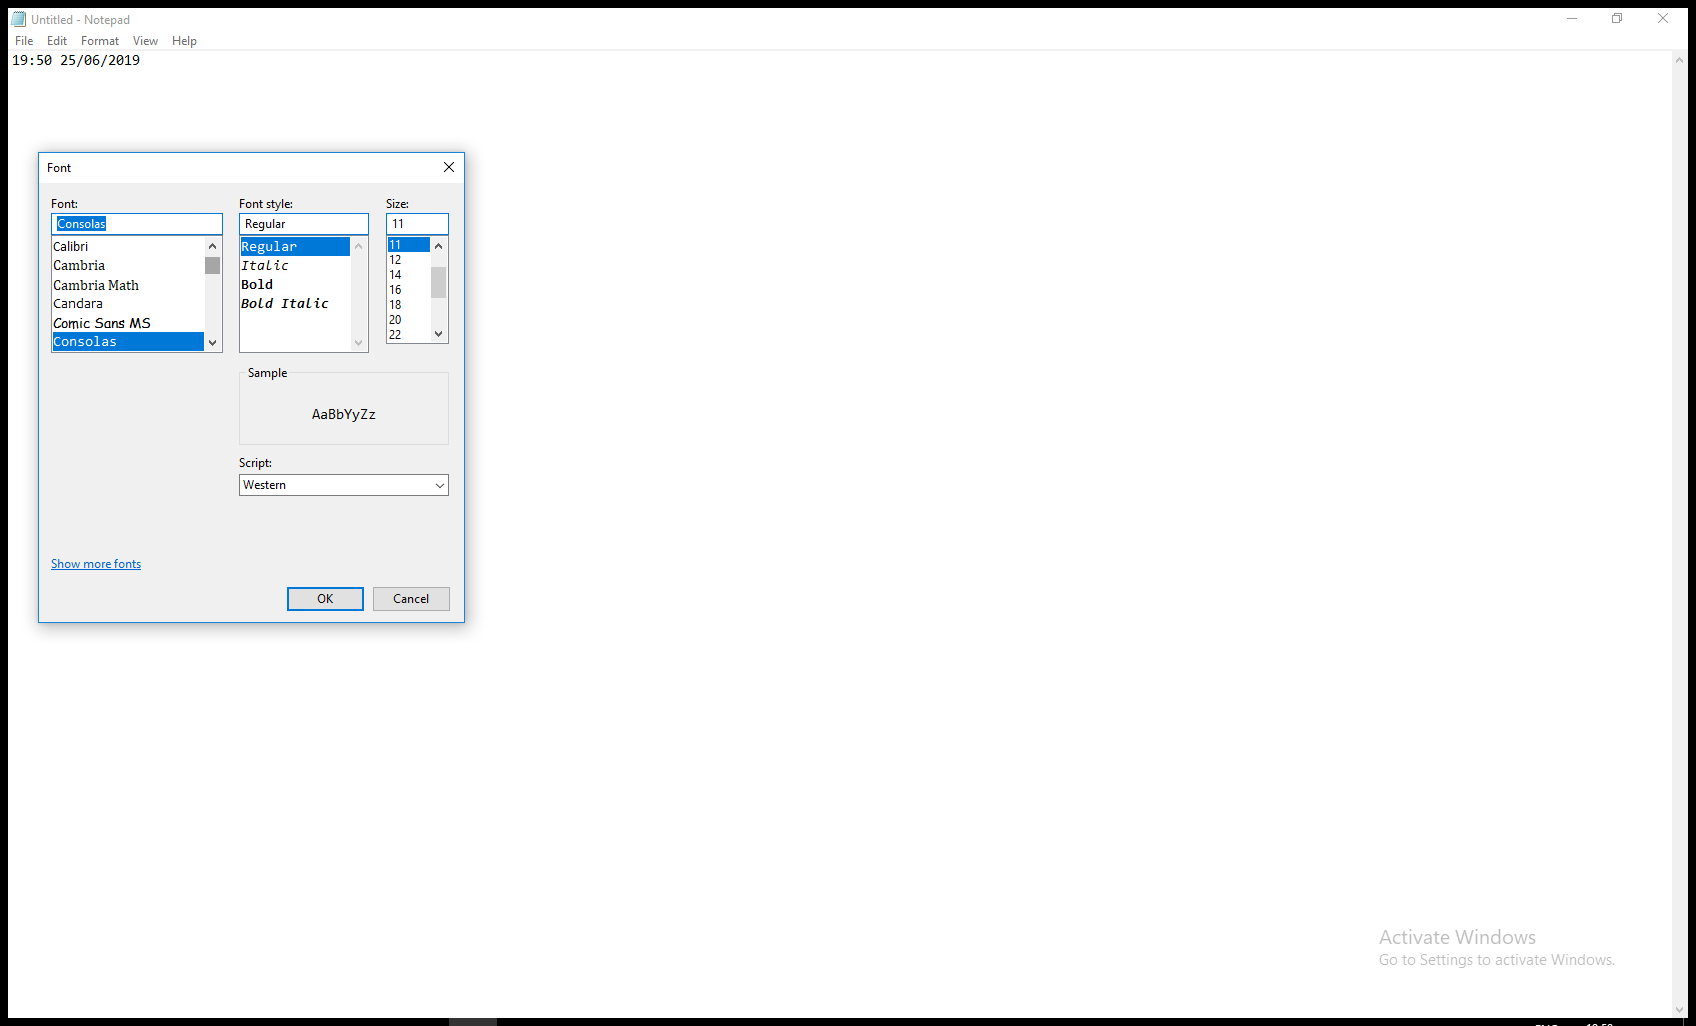 Untitled - Notepad
File Edit Format View Help
19:50 25/06/2019
Font
Font: Font style: Size:
Consolas Regular 11
Calibri
Cambria
Cambria Math
Candara
Comic Sans MS
Consolas
Regular
Italic
Bold
Bold Italic
11
12
14
16
18
20
22
Sample
AaBbYyZz
Script:
Western
Show more fonts
OK Cancel
Activate Windows
Go to Settings to activate Windows.